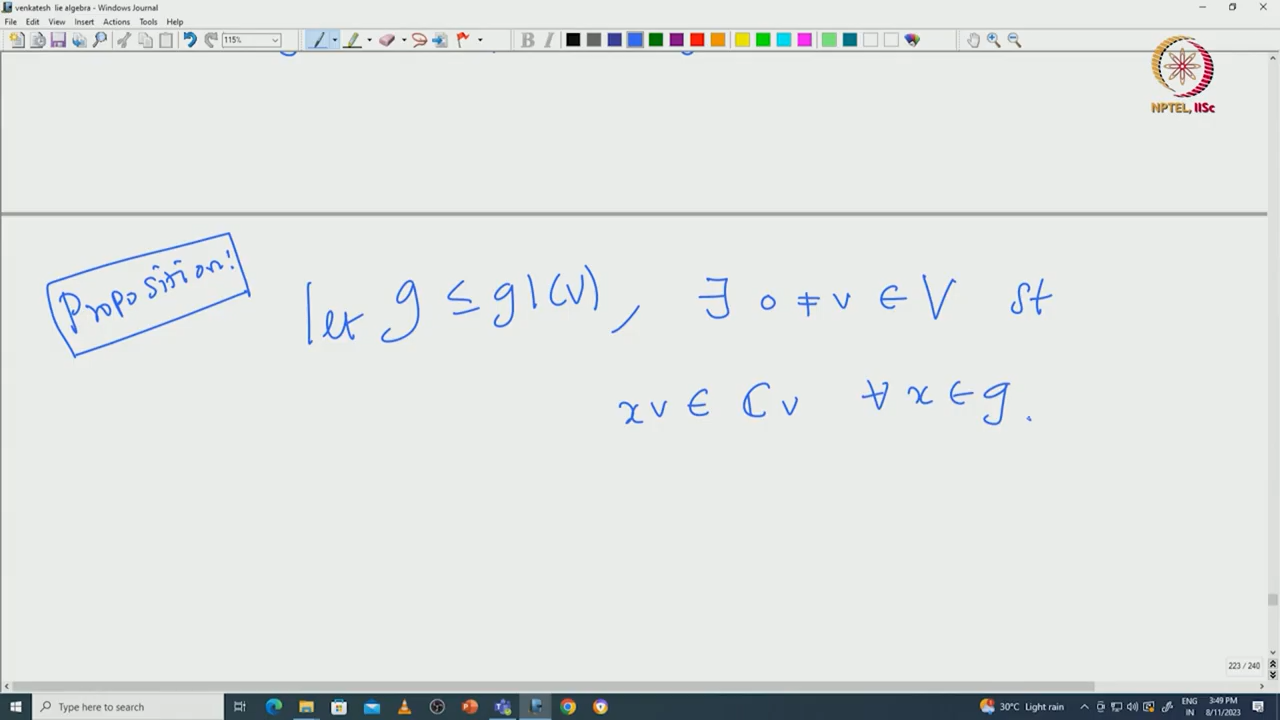 venkatesh lie algebra - Windows Journal
File Edit View Insert Actions Tools Help
115%
B I
NPTEL, IISc
Proposition:
let g ≤ gl(V), ∃ 0 ≠ v ∈ V st
xv ∈ ℂv ∀ x ∈ g.
223 / 240
Type here to search
30°C Light rain
ENG
IN
3:49 PM
8/11/2023